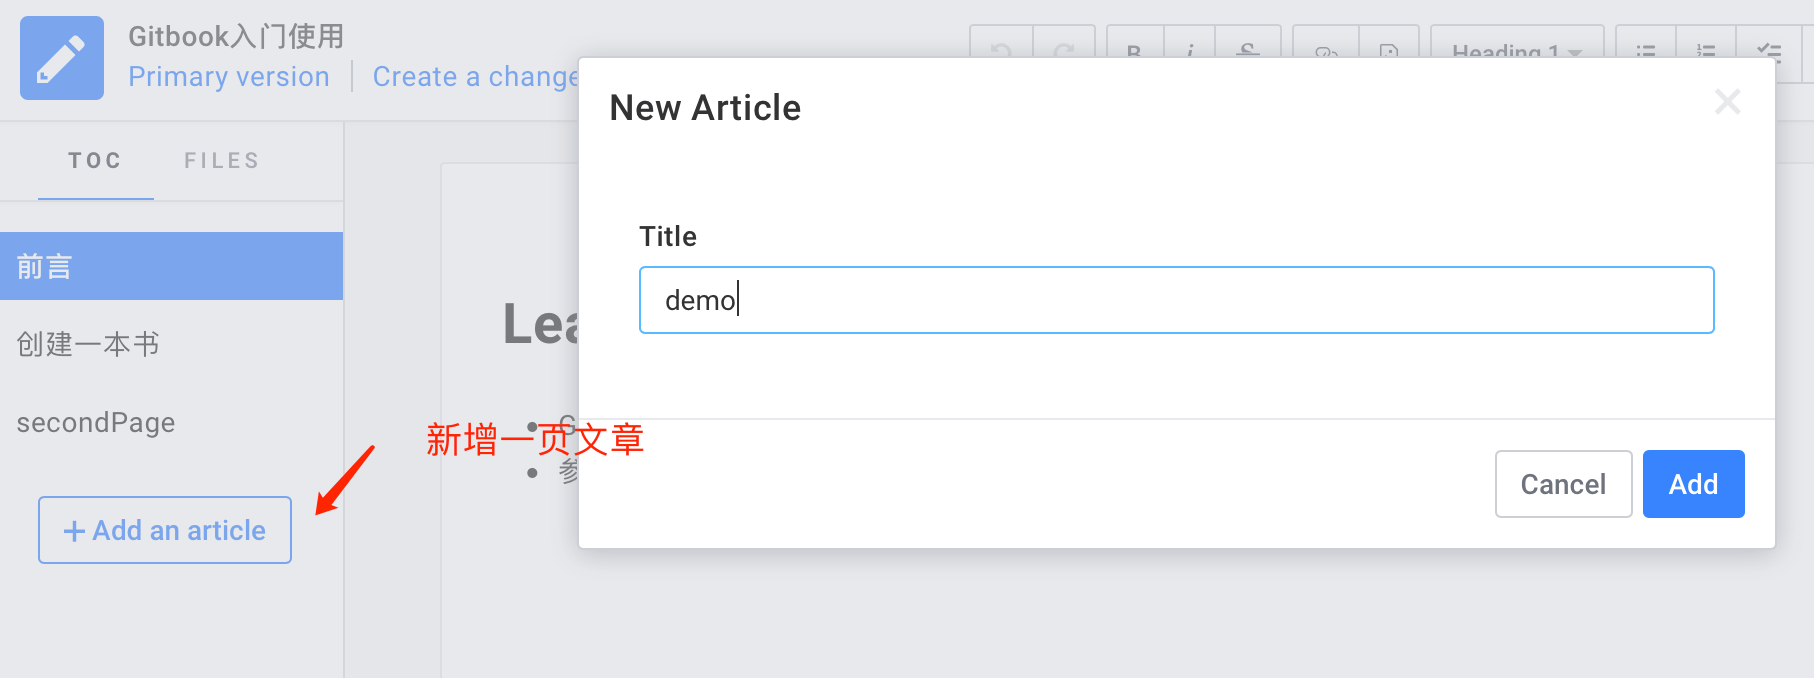 Gitbook入门使用
Primary version
Create a change
B i S
Heading 1
TOC FILES
前言
创建一本书
secondPage
+ Add an article
新增一页文章
New Article
Title
demo
Cancel
Add
Lea
G
参